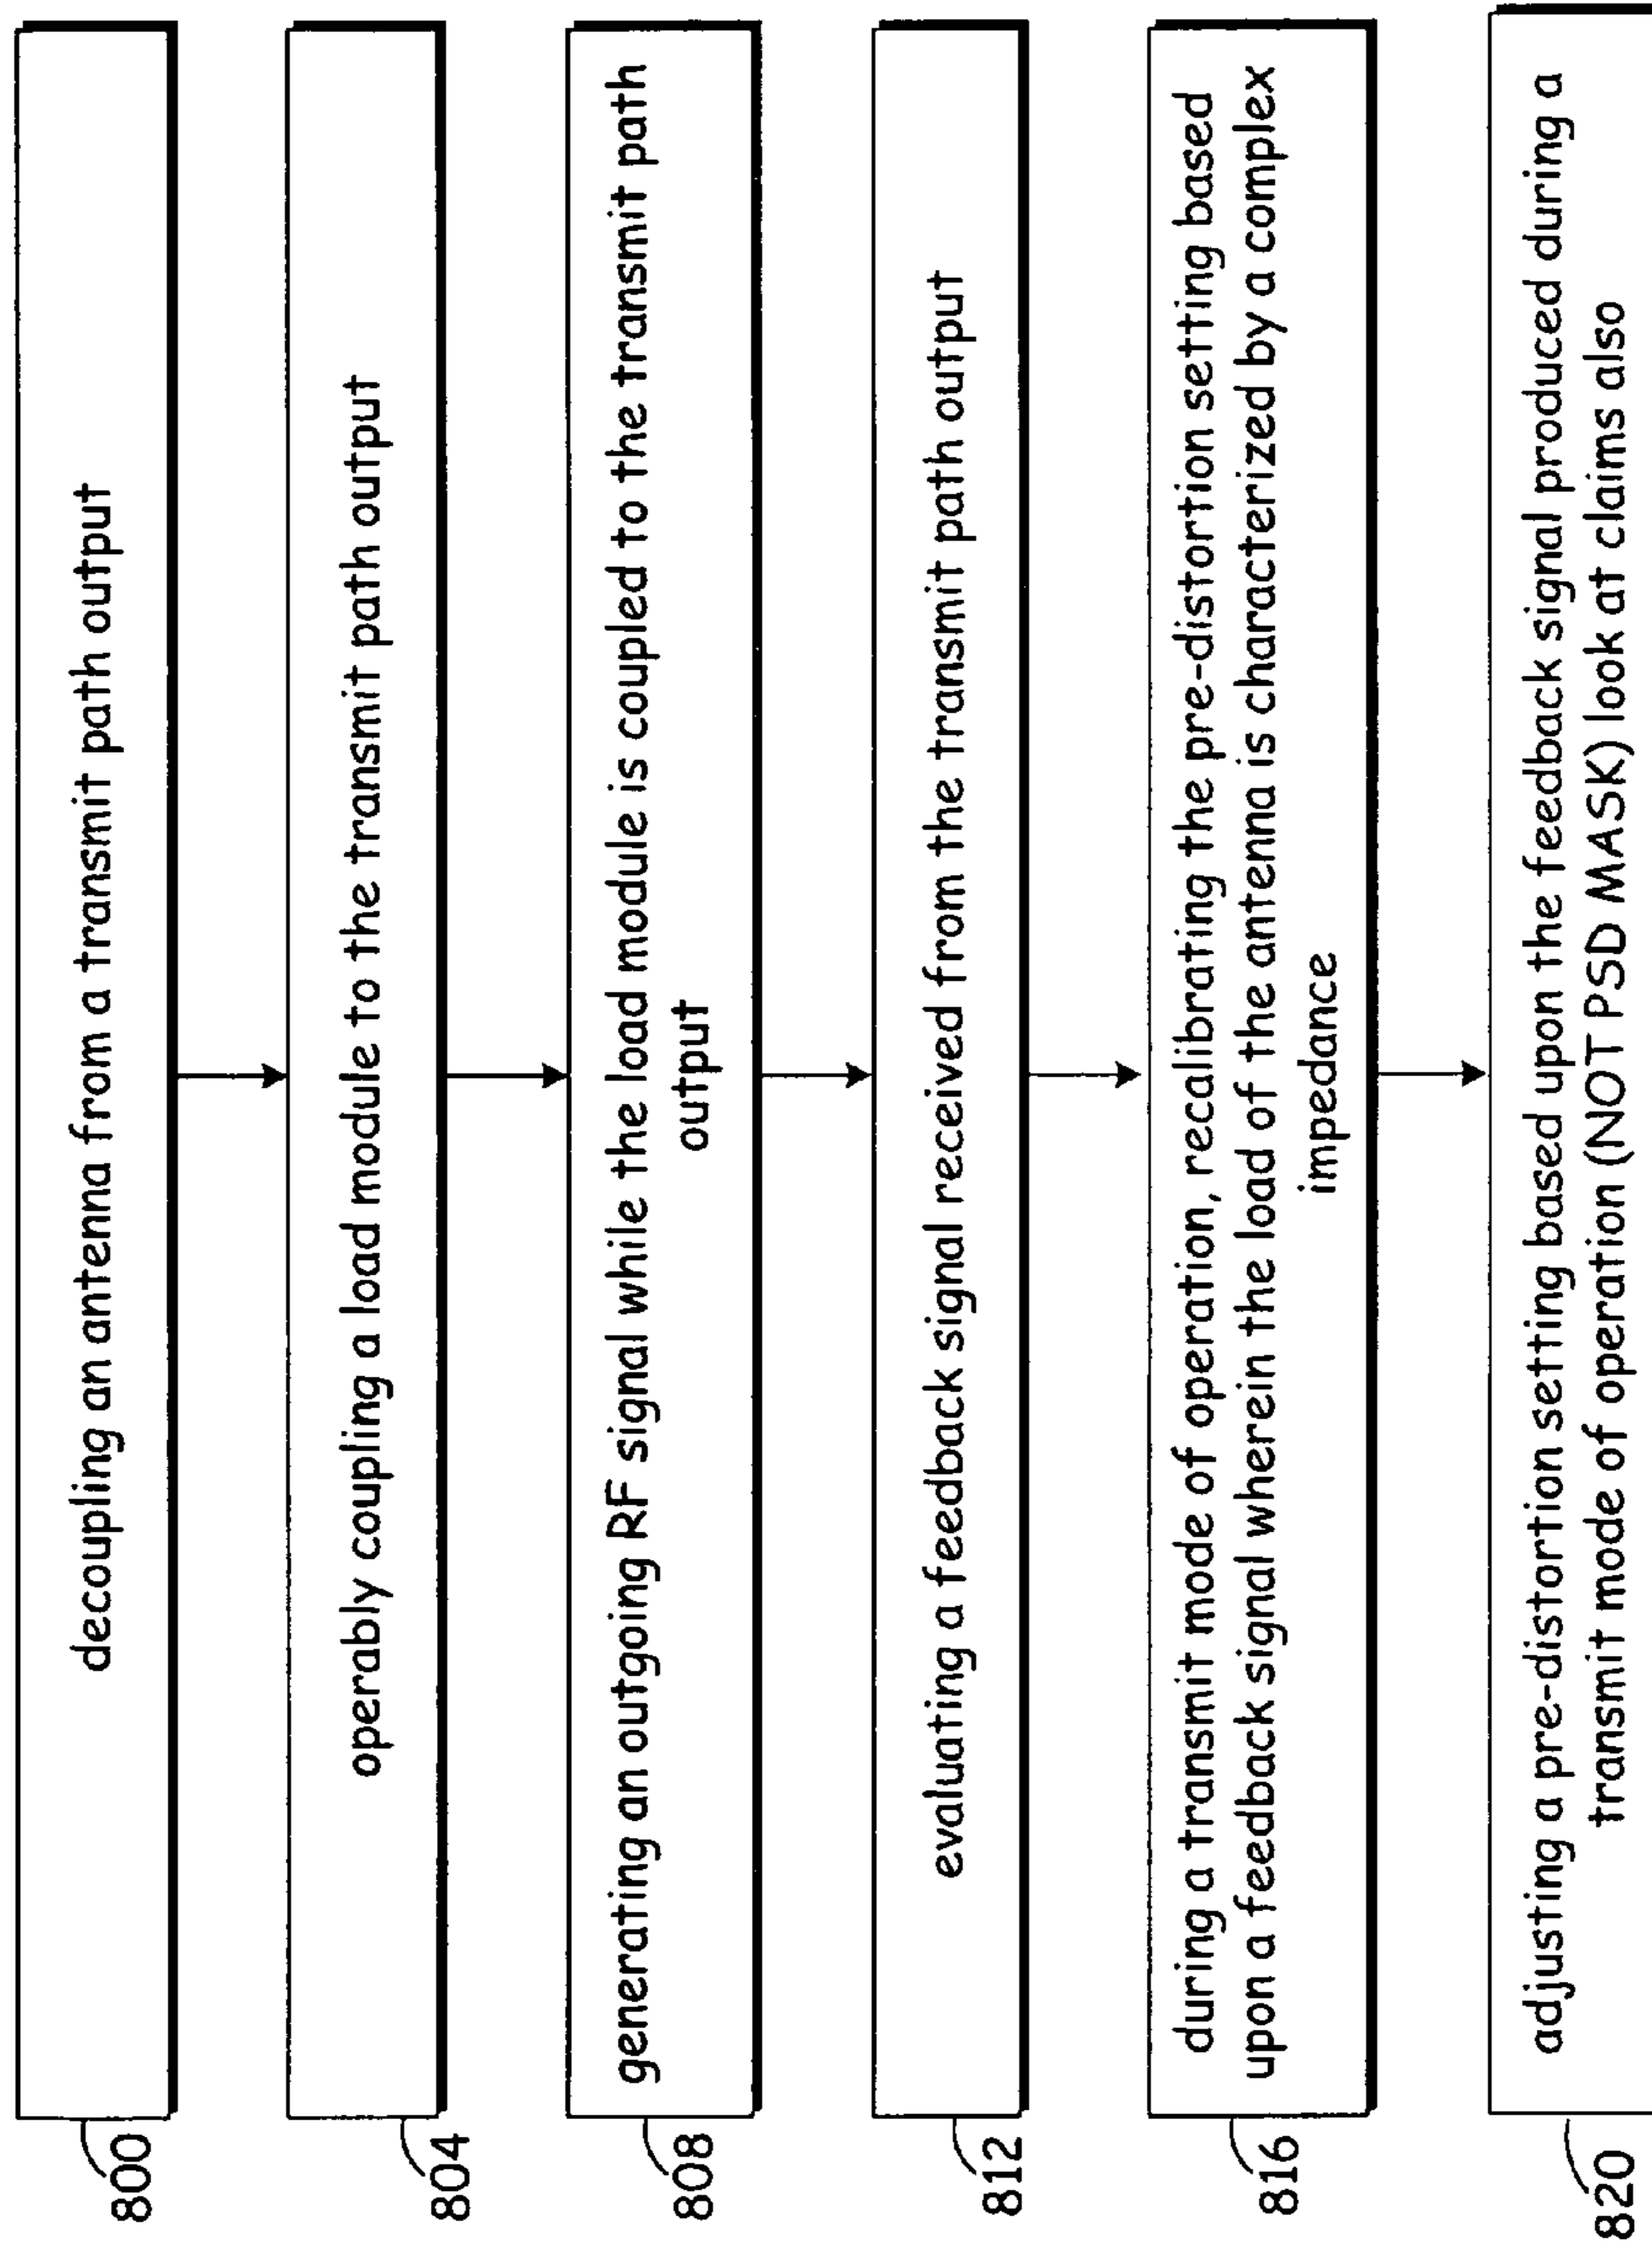 800
decoupling an antenna from a transmit path output
804
operably coupling a load module to the transmit path output
808
generating an outgoing RF signal while the load module is coupled to the transmit path
output
812
evaluating a feedback signal received from the transmit path output
816
during a transmit mode of operation, recalibrating the pre-distortion setting based
upon a feedback signal wherein the load of the antenna is characterized by a complex
impedance
820
adjusting a pre-distortion setting based upon the feedback signal produced during a
transmit mode of operation (NOT PSD MASK) look at claims also